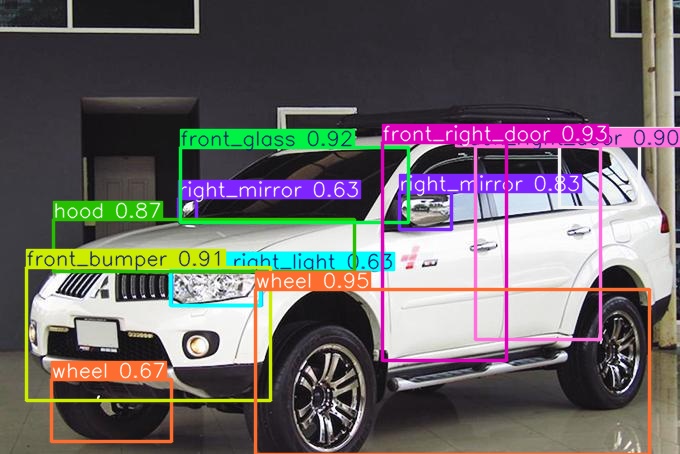 front_glass 0.92
front_right_door 0.93
0.90
right_mirror 0.63
right_mirror 0.83
hood 0.87
front_bumper 0.91
right_light 0.63
wheel 0.95
wheel 0.67